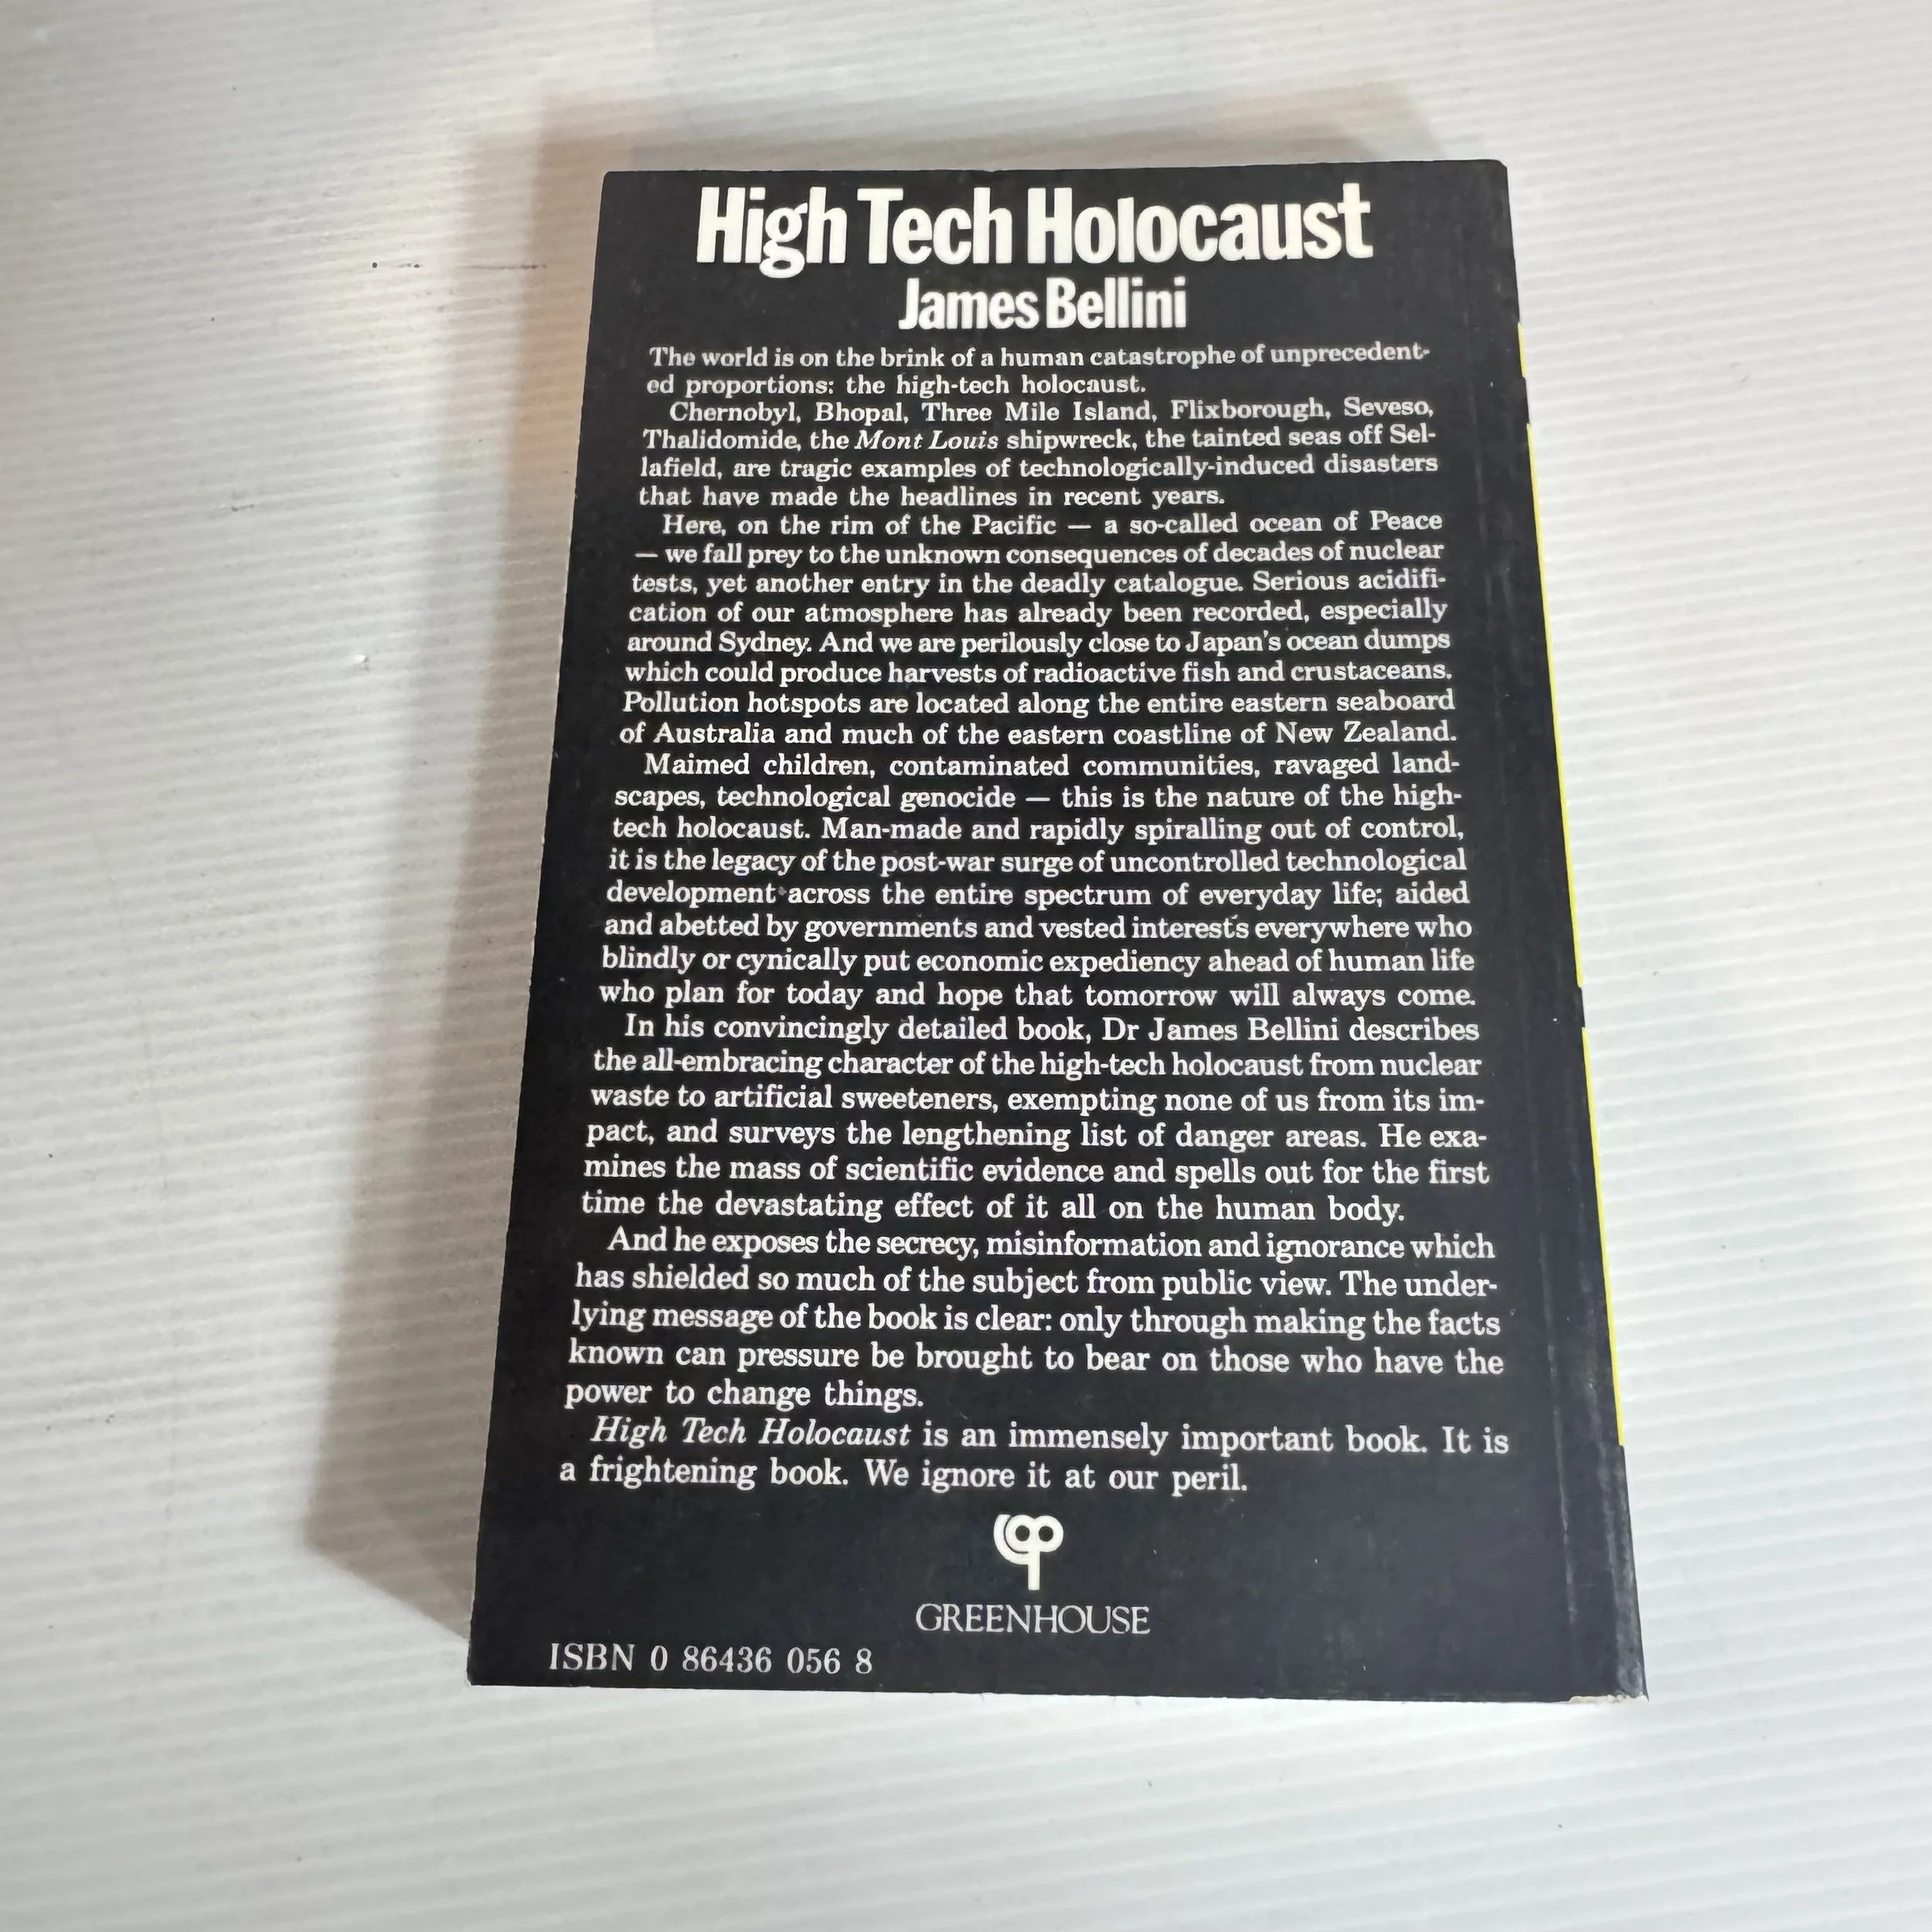 High Tech Holocaust
James Bellini
The world is on the brink of a human catastrophe of unprecedent-
ed proportions: the high-tech holocaust.
Chernobyl, Bhopal, Three Mile Island, Flixborough, Seveso,
Thalidomide, the Mont Louis shipwreck, the tainted seas off Sel-
lafield, are tragic examples of technologically-induced disasters
that have made the headlines in recent years.
Here, on the rim of the Pacific — a so-called ocean of Peace
— we fall prey to the unknown consequences of decades of nuclear
tests, yet another entry in the deadly catalogue. Serious acidifi-
cation of our atmosphere has already been recorded, especially
around Sydney. And we are perilously close to Japan's ocean dumps
which could produce harvests of radioactive fish and crustaceans.
Pollution hotspots are located along the entire eastern seaboard
of Australia and much of the eastern coastline of New Zealand.
Maimed children, contaminated communities, ravaged land-
scapes, technological genocide — this is the nature of the high-
tech holocaust. Man-made and rapidly spiralling out of control,
it is the legacy of the post-war surge of uncontrolled technological
development across the entire spectrum of everyday life; aided
and abetted by governments and vested interests everywhere who
blindly or cynically put economic expediency ahead of human life
who plan for today and hope that tomorrow will always come.
In his convincingly detailed book, Dr James Bellini describes
the all-embracing character of the high-tech holocaust from nuclear
waste to artificial sweeteners, exempting none of us from its im-
pact, and surveys the lengthening list of danger areas. He exa-
mines the mass of scientific evidence and spells out for the first
time the devastating effect of it all on the human body.
And he exposes the secrecy, misinformation and ignorance which
has shielded so much of the subject from public view. The under-
lying message of the book is clear: only through making the facts
known can pressure be brought to bear on those who have the
power to change things.
High Tech Holocaust is an immensely important book. It is
a frightening book. We ignore it at our peril.
GREENHOUSE
ISBN 0 86436 056 8